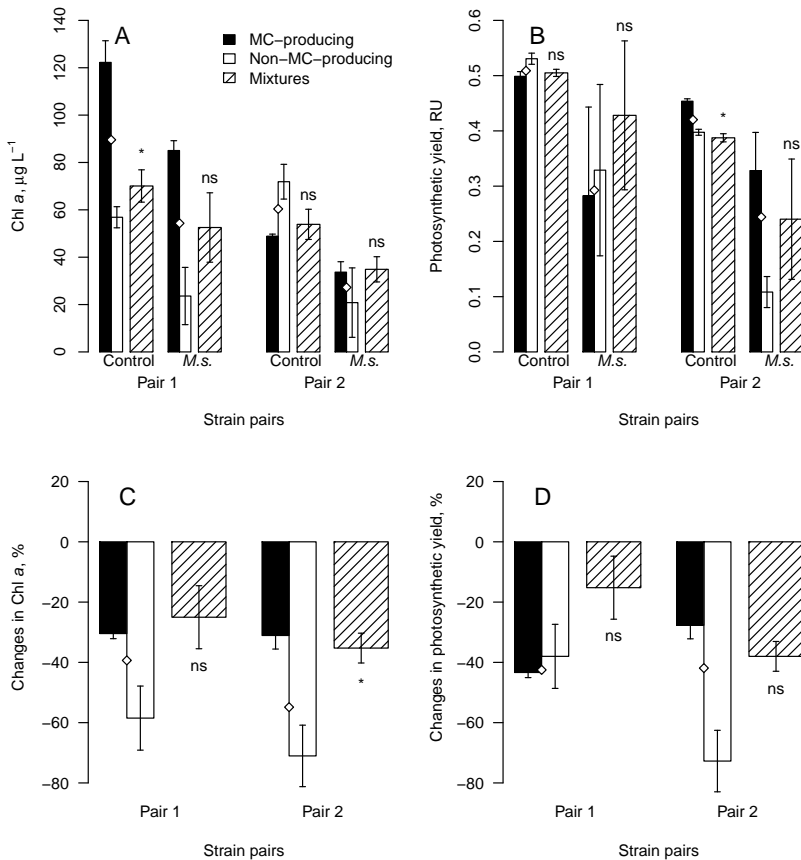 A
MC−producing
Non−MC−producing
Mixtures
Chl a, µg L−1
140
120
100
80
60
40
20
0
*
ns
ns
ns
Control
M.s.
Control
M.s.
Pair 1
Pair 2
Strain pairs
B
Photosynthetic yield, RU
0.6
0.5
0.4
0.3
0.2
0.1
0.0
ns
ns
*
ns
Control
M.s.
Control
M.s.
Pair 1
Pair 2
Strain pairs
C
Changes in Chl a, %
20
0
−20
−40
−60
−80
ns
*
Pair 1
Pair 2
Strain pairs
D
Changes in photosynthetic yield, %
20
0
−20
−40
−60
−80
ns
ns
Pair 1
Pair 2
Strain pairs